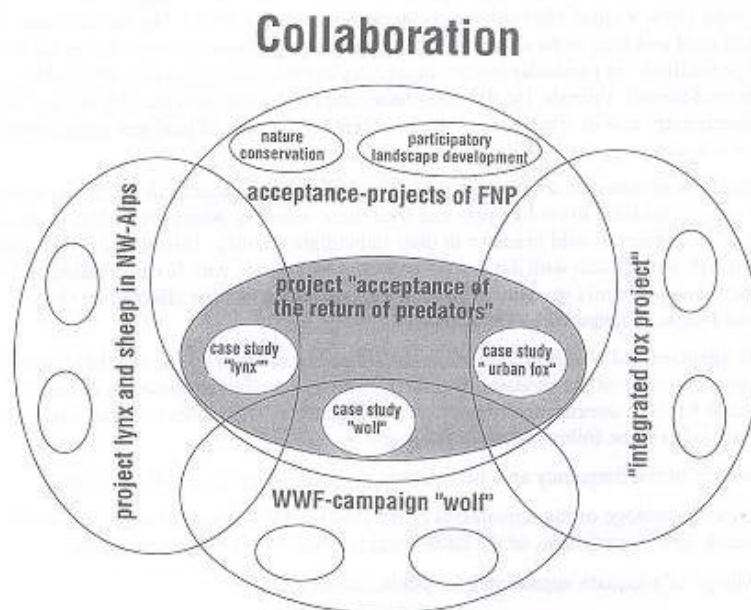 Collaboration
nature
conservation
participatory
landscape development
acceptance-projects of FNP
project lynx and sheep in NW-Alps
project "acceptance of
the return of predators"
case study
"lynx""
case study
" urban fox"
case study
"wolf"
"integrated fox project"
WWF-campaign "wolf"